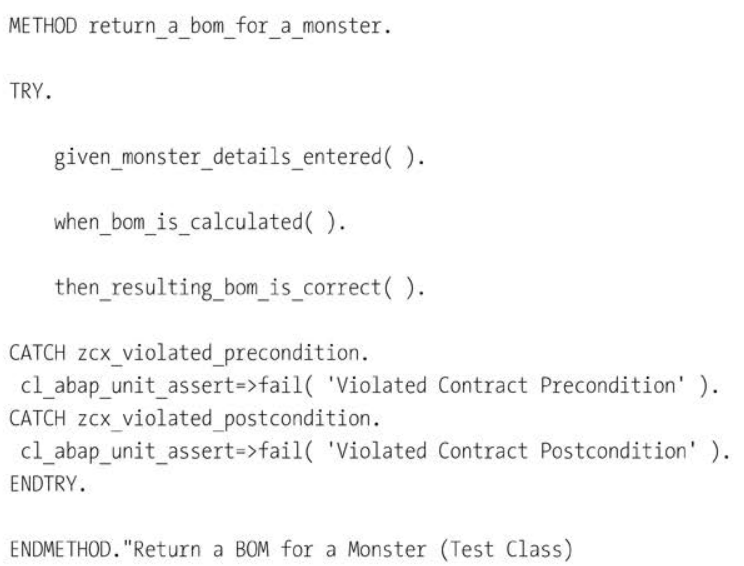 METHOD return_a_bom_for_a_monster.
TRY.
given_monster_details_entered( ).
when_bom_is_calculated( ).
then_resulting_bom_is_correct( ).
CATCH zcx_violated_precondition.
cl_abap_unit_assert=>fail( 'Violated Contract Precondition' ).
CATCH zcx_violated_postcondition.
cl_abap_unit_assert=>fail( 'Violated Contract Postcondition' ).
ENDTRY.
ENDMETHOD."Return a BOM for a Monster (Test Class)